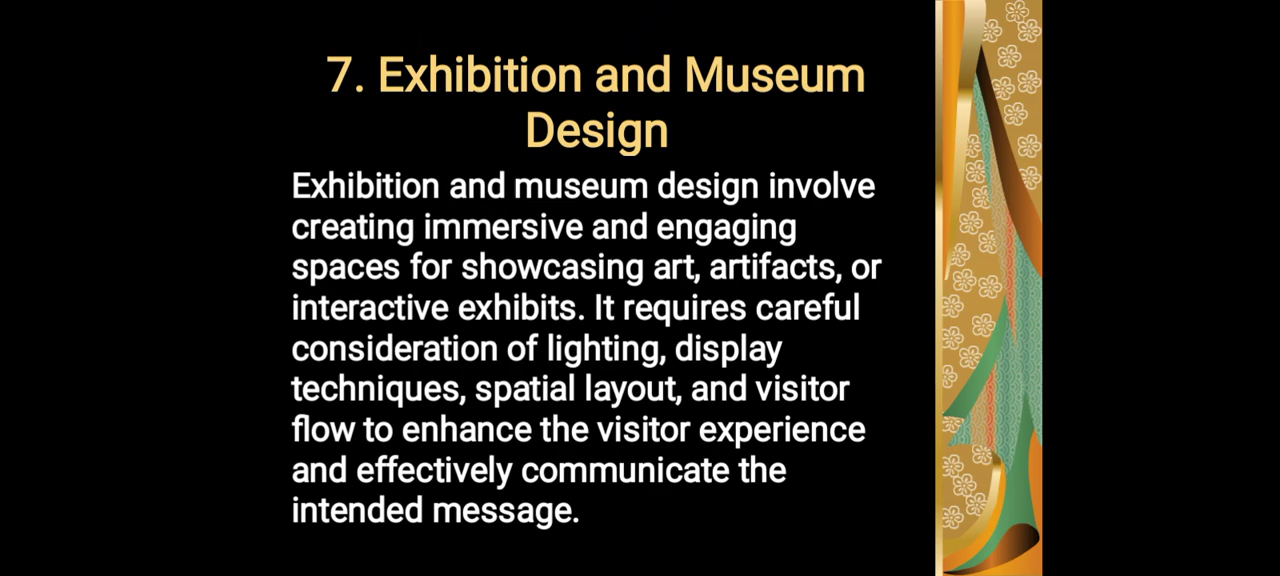 7. Exhibition and Museum
Design
Exhibition and museum design involve
creating immersive and engaging
spaces for showcasing art, artifacts, or
interactive exhibits. It requires careful
consideration of lighting, display
techniques, spatial layout, and visitor
flow to enhance the visitor experience
and effectively communicate the
intended message.